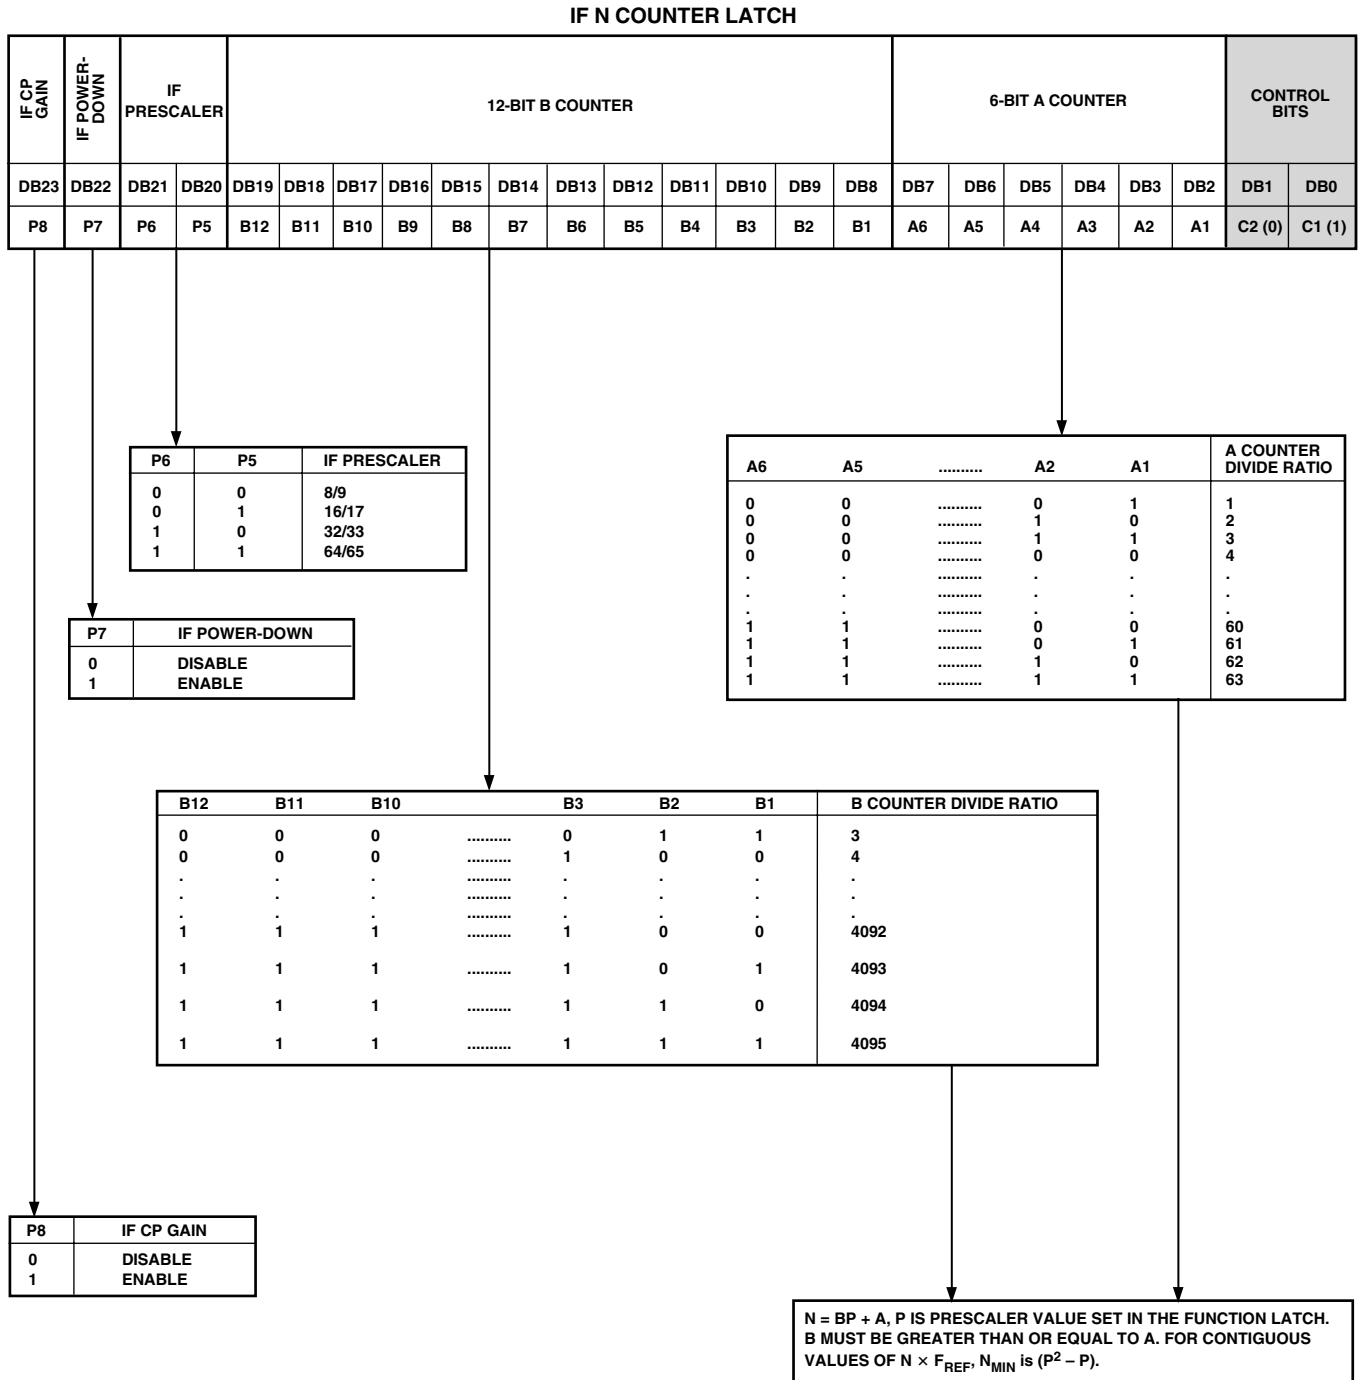 IF N COUNTER LATCH
IF CP GAIN
IF POWER-DOWN
IF PRESCALER
12-BIT B COUNTER
6-BIT A COUNTER
CONTROL BITS
DB23 DB22 DB21 DB20 DB19 DB18 DB17 DB16 DB15 DB14 DB13 DB12 DB11 DB10 DB9 DB8 DB7 DB6 DB5 DB4 DB3 DB2 DB1 DB0
P8 P7 P6 P5 B12 B11 B10 B9 B8 B7 B6 B5 B4 B3 B2 B1 A6 A5 A4 A3 A2 A1 C2 (0) C1 (1)
P6 P5 IF PRESCALER
0 0 8/9
0 1 16/17
1 0 32/33
1 1 64/65
A6 A5 .......... A2 A1 A COUNTER DIVIDE RATIO
0 0 .......... 0 1 1
0 0 .......... 1 0 2
0 0 .......... 1 1 3
0 0 .......... 0 0 4
. . .......... . . .
. . .......... . . .
. . .......... . . .
1 1 .......... 0 0 60
1 1 .......... 0 1 61
1 1 .......... 1 0 62
1 1 .......... 1 1 63
P7 IF POWER-DOWN
0 DISABLE
1 ENABLE
B12 B11 B10 B3 B2 B1 B COUNTER DIVIDE RATIO
0 0 0 .......... 0 1 1 3
0 0 0 .......... 1 0 0 4
. . . .......... . . . .
. . . .......... . . . .
. . . .......... . . . .
1 1 1 .......... 1 0 0 4092
1 1 1 .......... 1 0 1 4093
1 1 1 .......... 1 1 0 4094
1 1 1 .......... 1 1 1 4095
P8 IF CP GAIN
0 DISABLE
1 ENABLE
N = BP + A, P IS PRESCALER VALUE SET IN THE FUNCTION LATCH.
B MUST BE GREATER THAN OR EQUAL TO A. FOR CONTIGUOUS
VALUES OF N × F_REF, N_MIN is (P² – P).